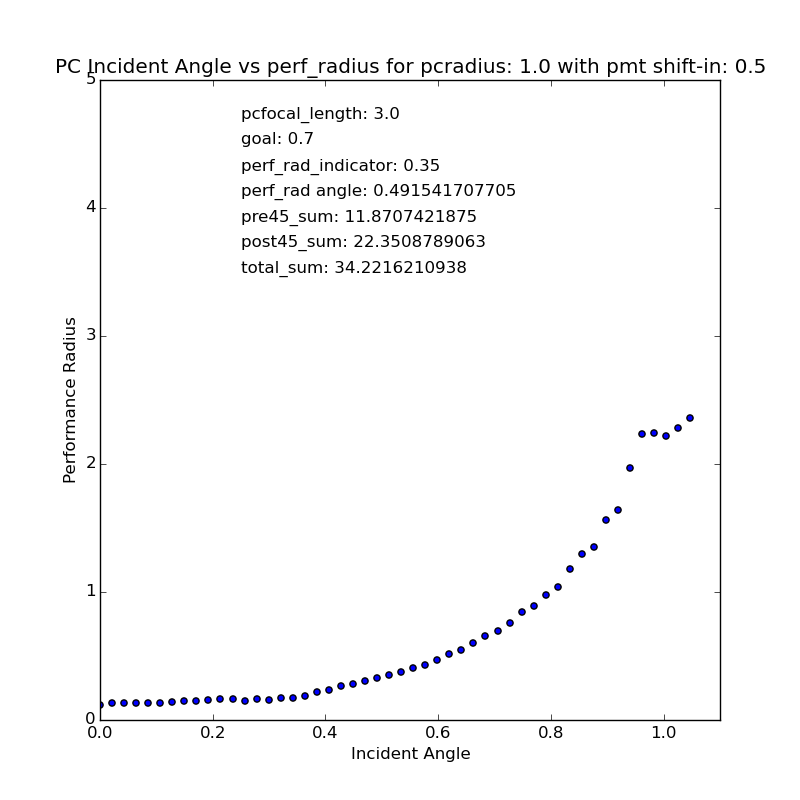 PC Incident Angle vs perf_radius for pcradius: 1.0 with pmt shift-in: 0.5
5
pcfocal_length: 3.0
goal: 0.7
perf_rad_indicator: 0.35
perf_rad angle: 0.491541707705
4
pre45_sum: 11.8707421875
post45_sum: 22.3508789063
total_sum: 34.2216210938
3
Performance Radius
2
1
0
0.0 0.2 0.4 0.6 0.8 1.0
Incident Angle